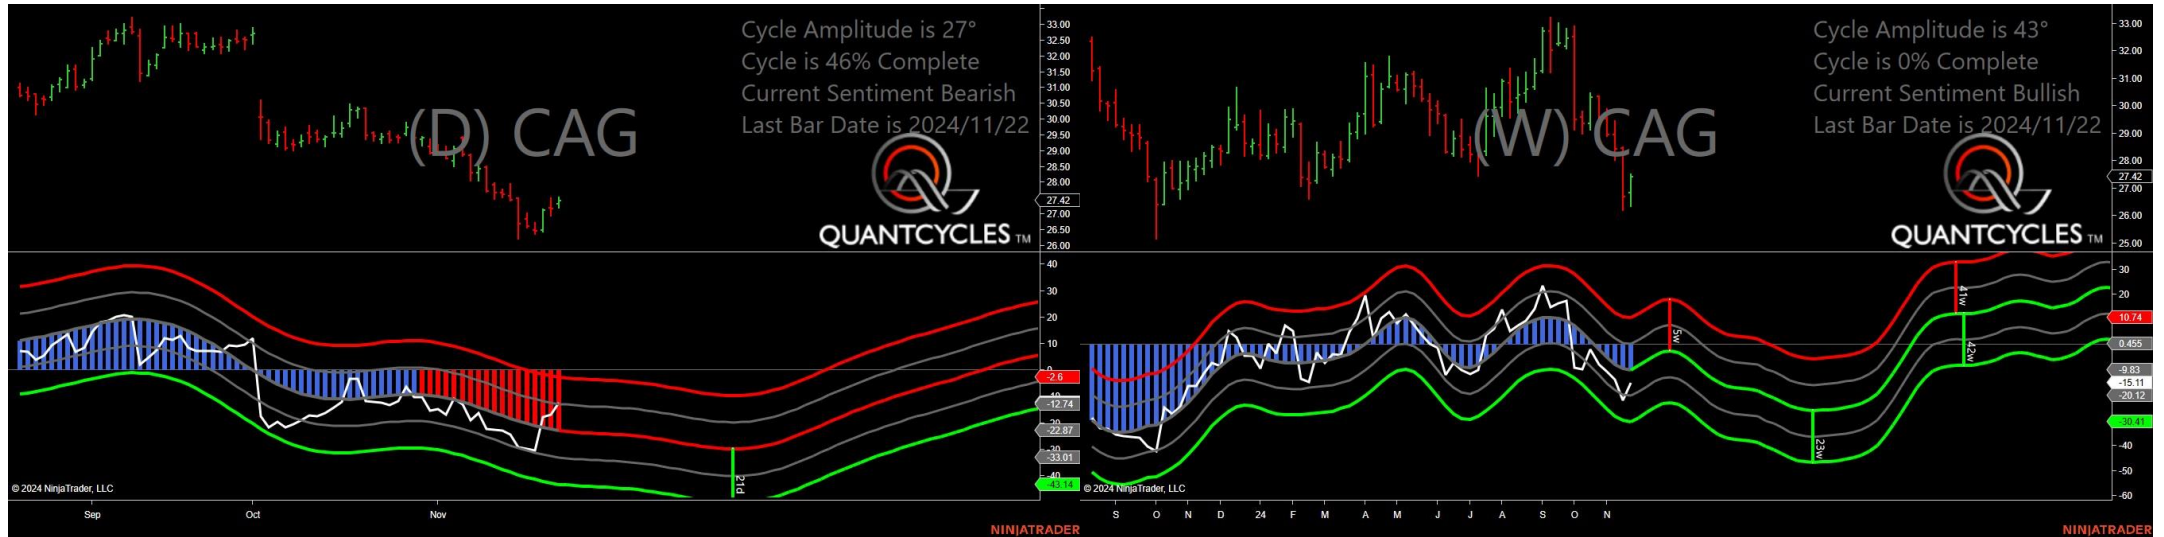 Cycle Amplitude is 27°
Cycle is 46% Complete
Current Sentiment Bearish
Last Bar Date is 2024/11/22
(D) CAG
QUANTCYCLES TM
33.00
32.50
32.00
31.50
31.00
30.50
30.00
29.50
29.00
28.50
28.00
27.42
27.00
26.50
26.00
40
30
20
10
0
-2.6
-12.74
-22.87
-33.01
-40
-43.14
21d
© 2024 NinjaTrader, LLC
Sep Oct Nov
NINJATRADER
Cycle Amplitude is 43°
Cycle is 0% Complete
Current Sentiment Bullish
Last Bar Date is 2024/11/22
(W) CAG
QUANTCYCLES TM
33.00
32.00
31.00
30.00
29.00
28.00
27.42
27.00
26.00
25.00
30
20
10.74
0.455
-9.83
-15.11
-20.12
-30.41
-40
-50
-60
5w
23w
41w
42w
© 2024 NinjaTrader, LLC
S O N D 24 F M A M J J A S O N
NINJATRADER